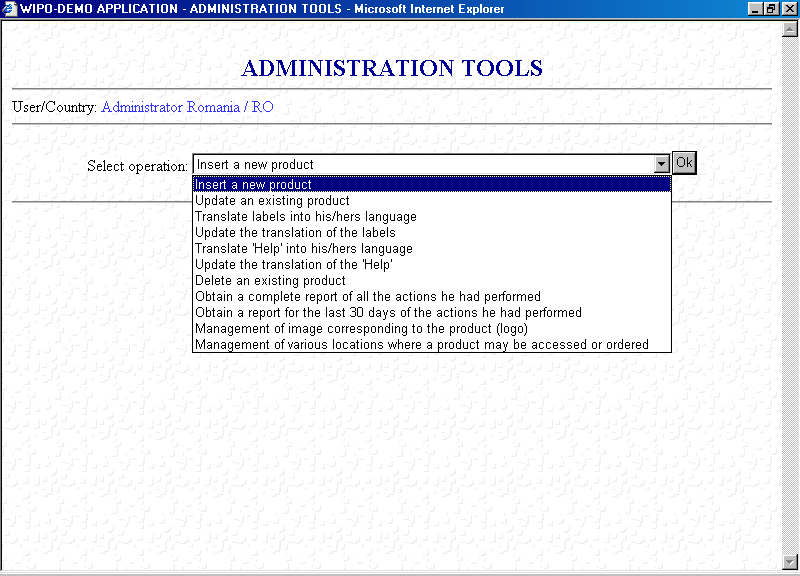 WIPO-DEMO APPLICATION - ADMINISTRATION TOOLS - Microsoft Internet Explorer
ADMINISTRATION TOOLS
User/Country: Administrator Romania / RO
Select operation: Insert a new product Ok
Insert a new product
Update an existing product
Translate labels into his/hers language
Update the translation of the labels
Translate 'Help' into his/hers language
Update the translation of the 'Help'
Delete an existing product
Obtain a complete report of all the actions he had performed
Obtain a report for the last 30 days of the actions he had performed
Management of image corresponding to the product (logo)
Management of various locations where a product may be accessed or ordered